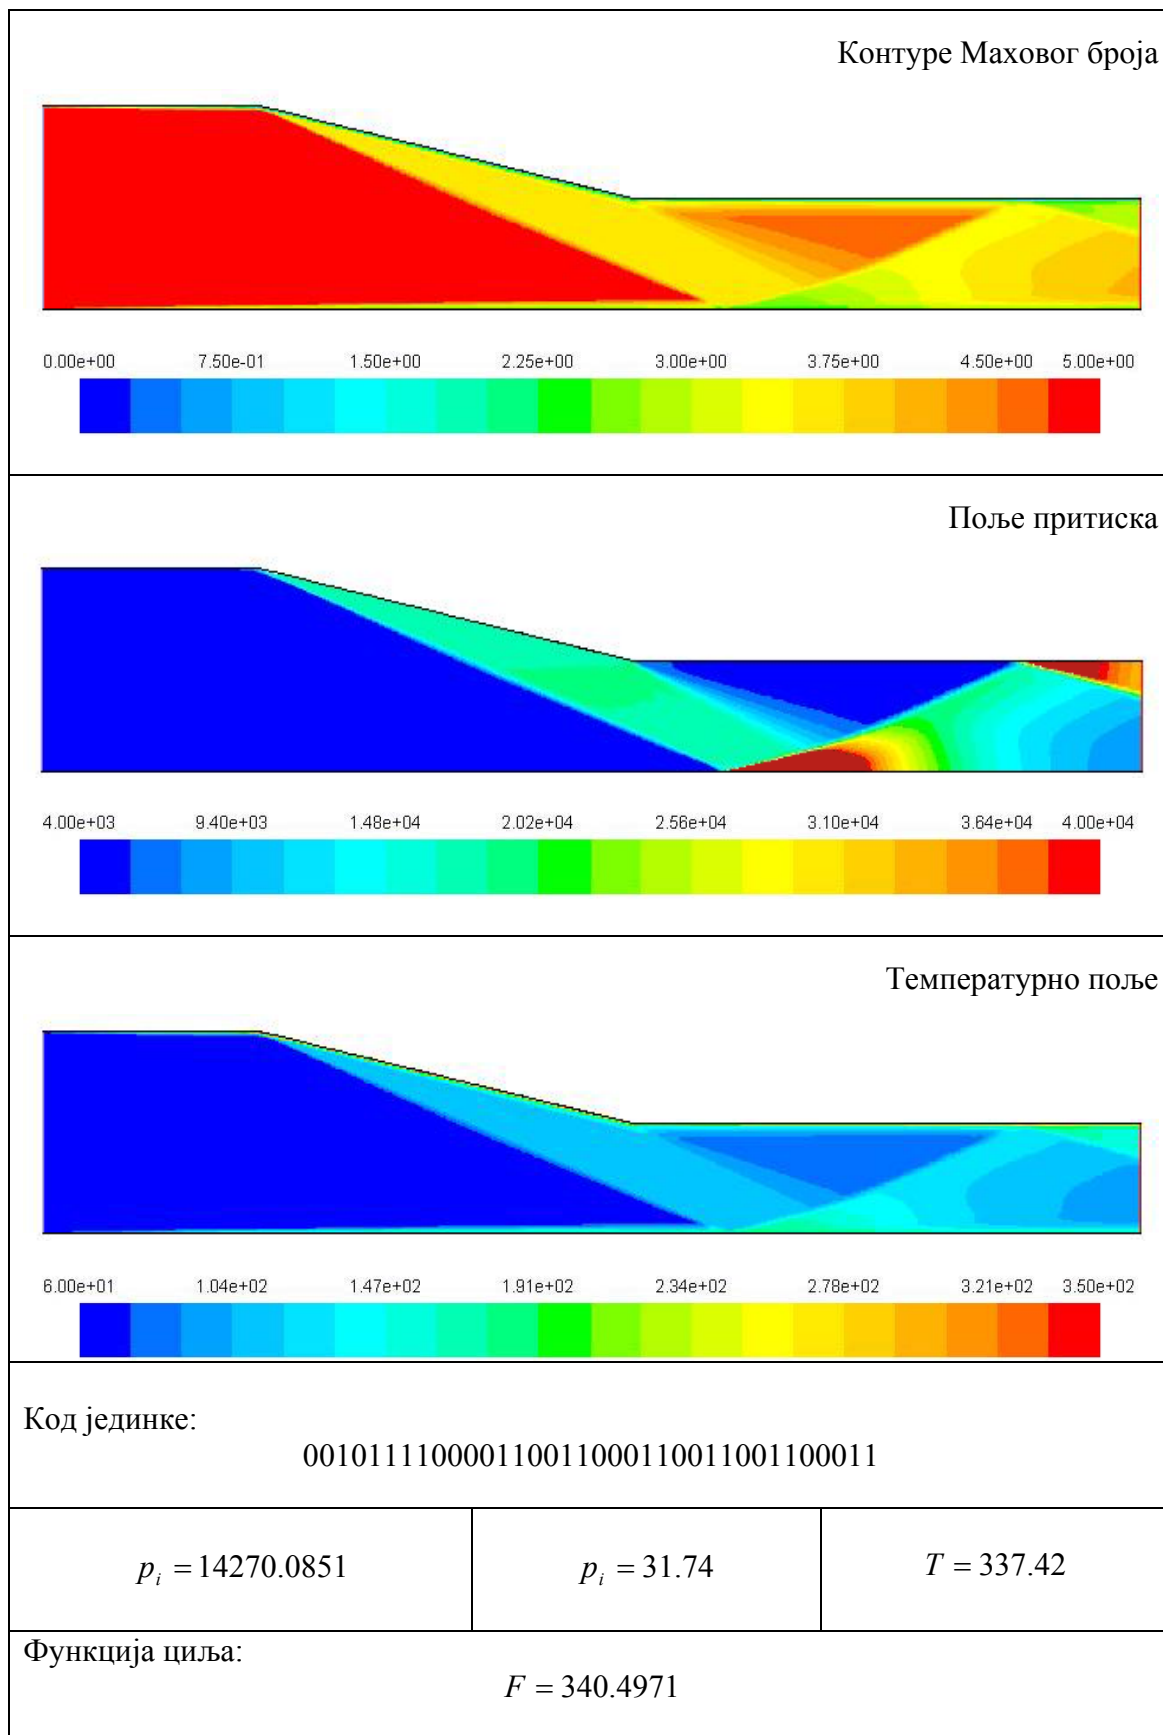 Контуре Маховог броја
0.00e+00 7.50e-01 1.50e+00 2.25e+00 3.00e+00 3.75e+00 4.50e+00 5.00e+00
Поље притиска
4.00e+03 9.40e+03 1.48e+04 2.02e+04 2.56e+04 3.10e+04 3.64e+04 4.00e+04
Температурно поље
6.00e+01 1.04e+02 1.47e+02 1.91e+02 2.34e+02 2.78e+02 3.21e+02 3.50e+02
Код јединке:
001011110000110011000110011001100011
p_i = 14270.0851 p_i = 31.74 T = 337.42
Функција циља:
F = 340.4971